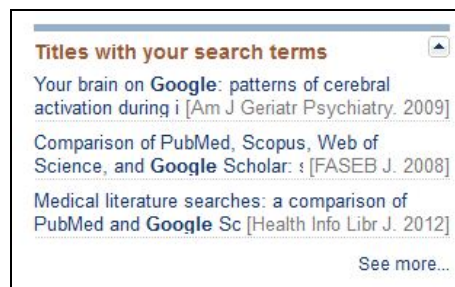 Titles with your search terms
Your brain on Google: patterns of cerebral
activation during i [Am J Geriatr Psychiatry. 2009]
Comparison of PubMed, Scopus, Web of
Science, and Google Scholar: s [FASEB J. 2008]
Medical literature searches: a comparison of
PubMed and Google Sc [Health Info Libr J. 2012]
See more...